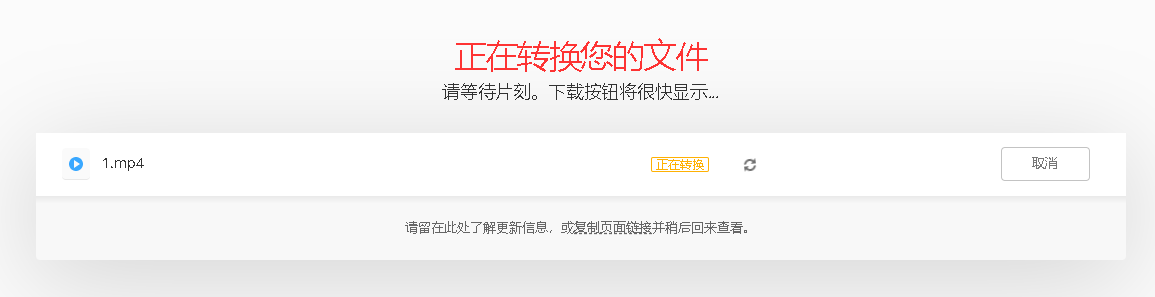 正在转换您的文件
请等待片刻。下载按钮将很快显示...
1.mp4 正在转换 取消
请留在此处了解更新信息，或复制页面链接并稍后回来查看。